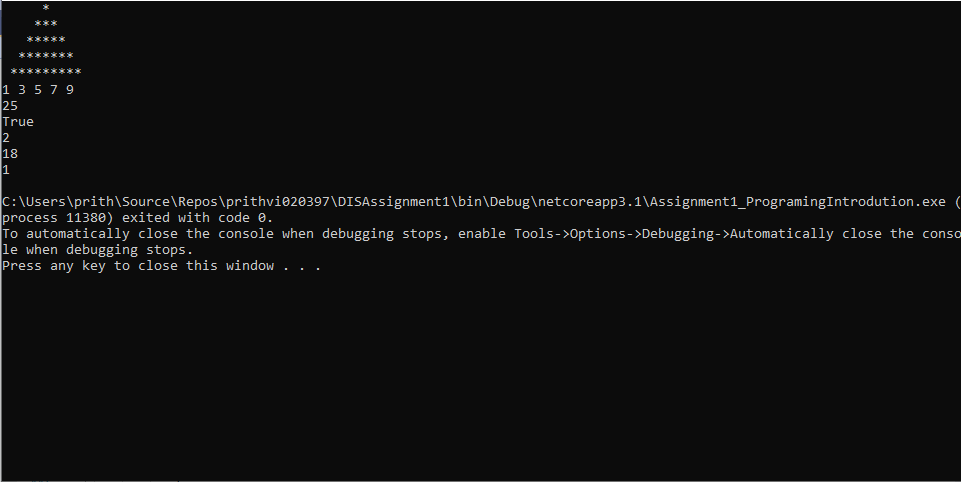 *
    ***
   *****
  *******
 *********
1 3 5 7 9
25
True
2
18
1
C:\Users\prith\Source\Repos\prithvi020397\DISAssignment1\bin\Debug\netcoreapp3.1\Assignment1_ProgramingIntrodution.exe (
process 11380) exited with code 0.
To automatically close the console when debugging stops, enable Tools->Options->Debugging->Automatically close the conso
le when debugging stops.
Press any key to close this window . . .